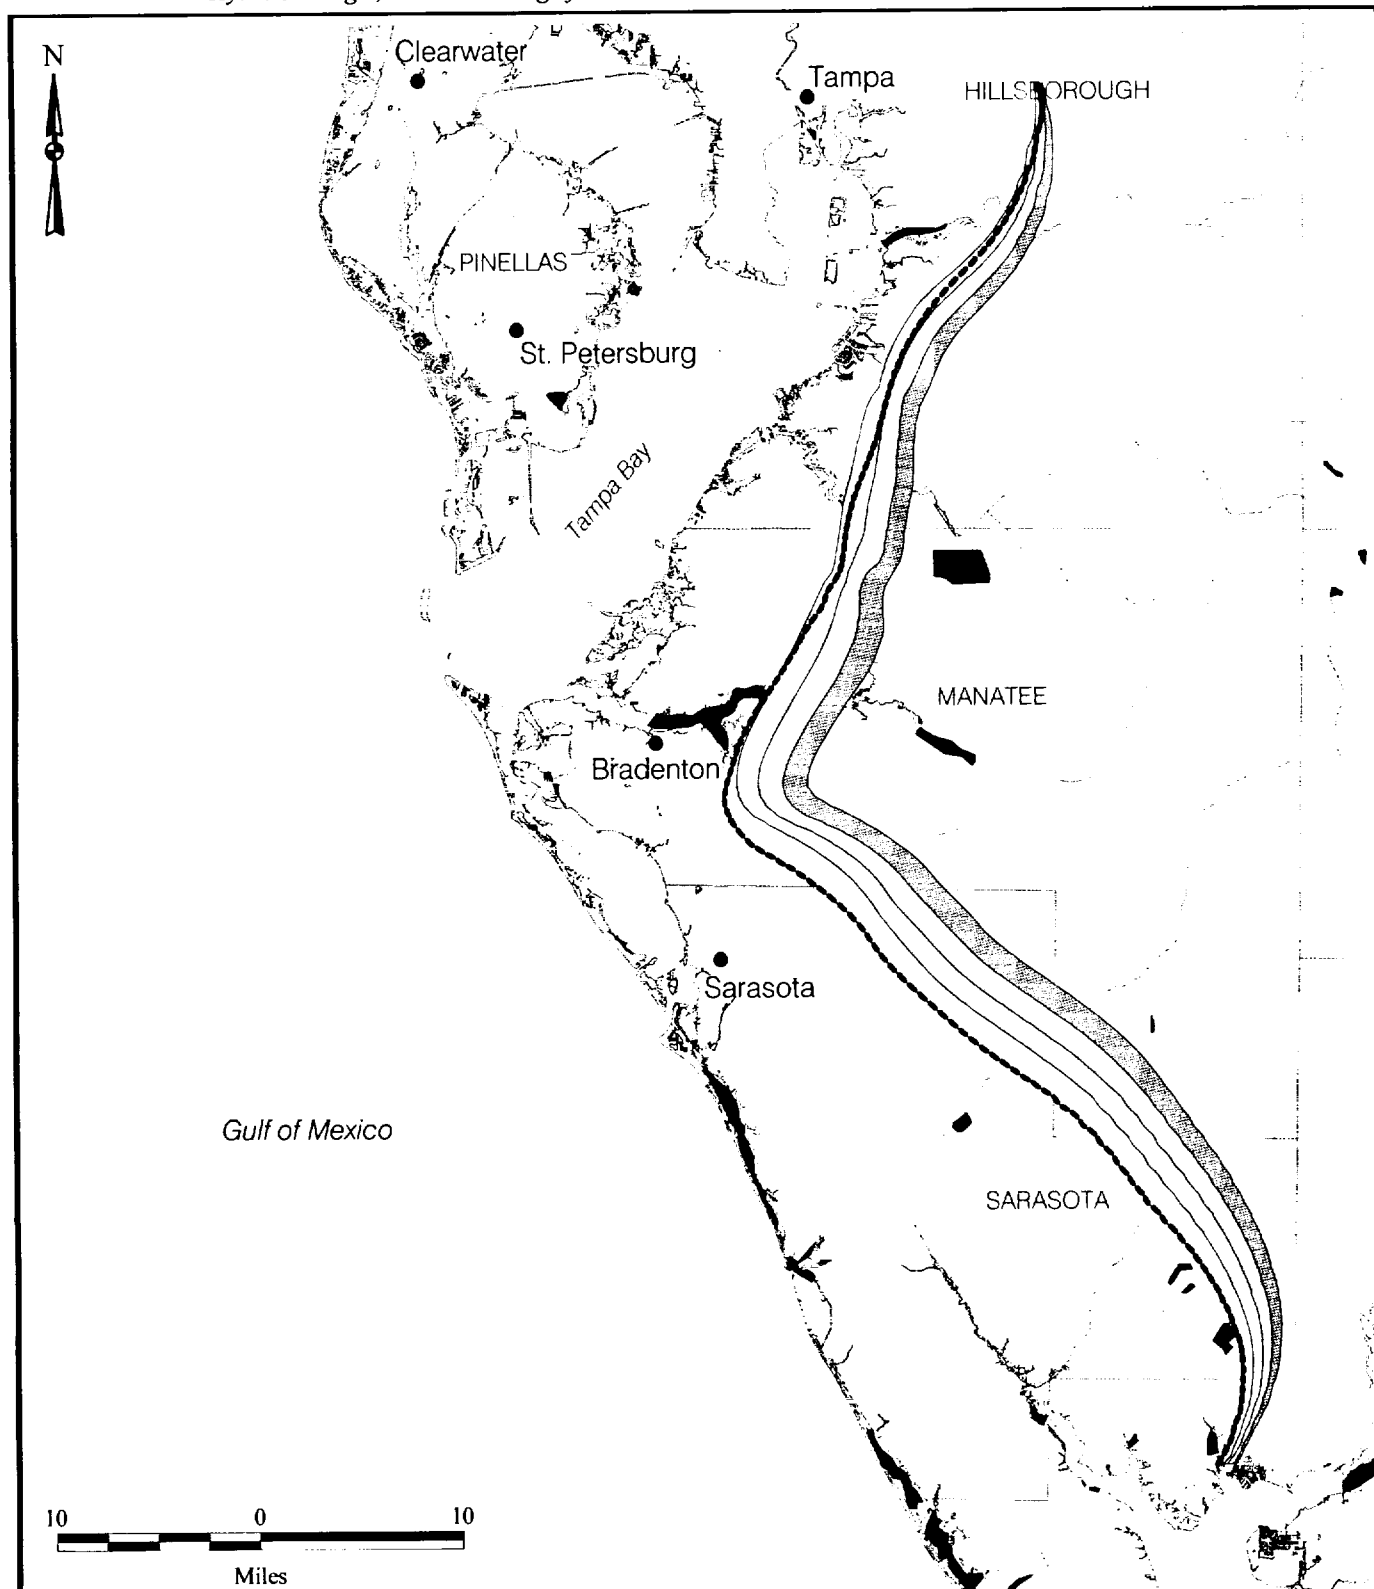 N
Clearwater
Tampa
HILLSBOROUGH
PINELLAS
St. Petersburg
Tampa Bay
MANATEE
Bradenton
Sarasota
Gulf of Mexico
SARASOTA
10 0 10
Miles